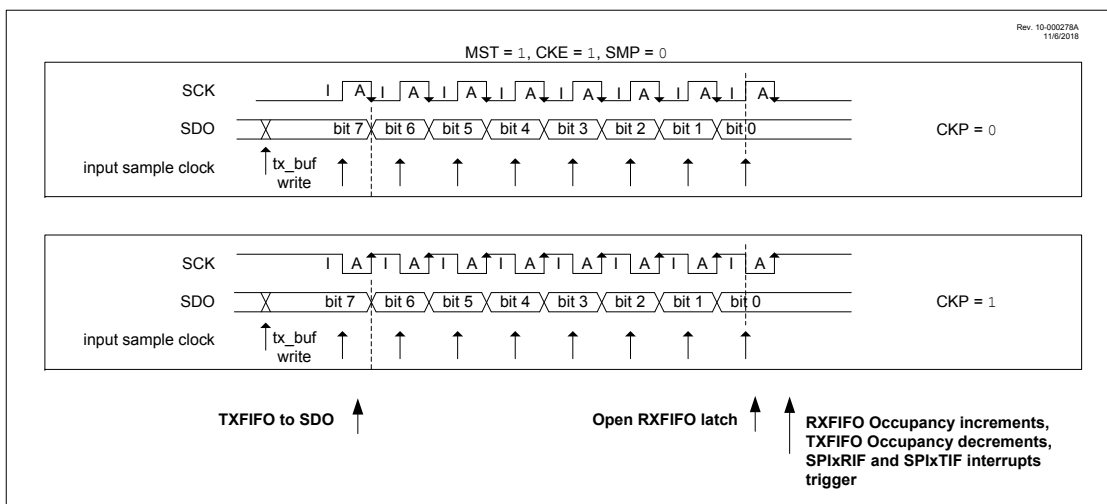 Rev. 10-000278A
11/6/2018
MST = 1, CKE = 1, SMP = 0
SCK I A I A I A I A I A I A I A I A
SDO bit 7 bit 6 bit 5 bit 4 bit 3 bit 2 bit 1 bit 0 CKP = 0
input sample clock tx_buf
write
SCK I A I A I A I A I A I A I A I A
SDO bit 7 bit 6 bit 5 bit 4 bit 3 bit 2 bit 1 bit 0 CKP = 1
input sample clock tx_buf
write
TXFIFO to SDO Open RXFIFO latch RXFIFO Occupancy increments,
TXFIFO Occupancy decrements,
SPIxRIF and SPIxTIF interrupts
trigger